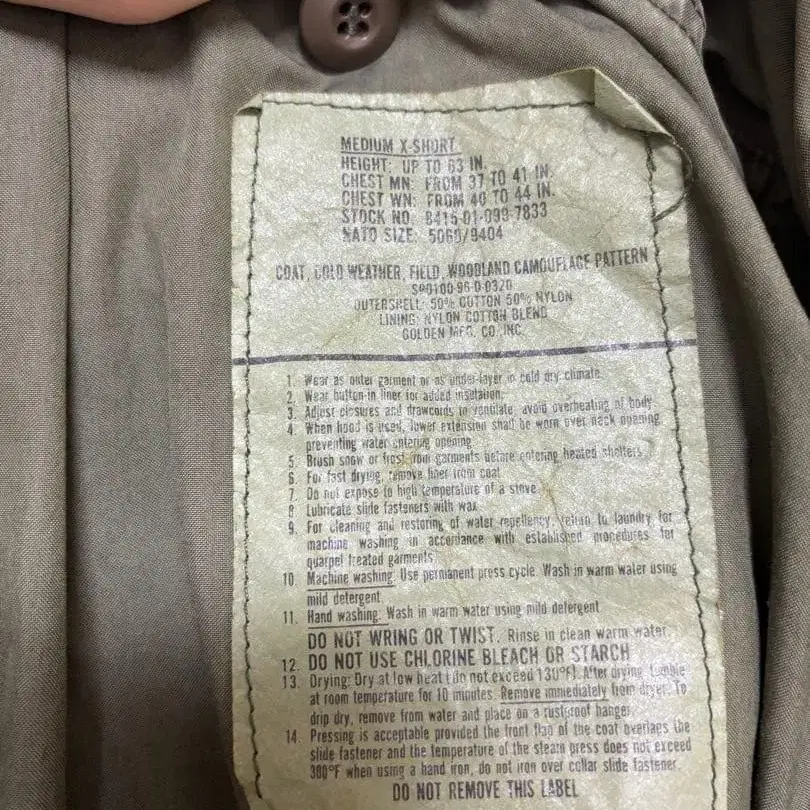 MEDIUM X-SHORT
HEIGHT: UP TO 63 IN.
CHEST MN: FROM 37 TO 41 IN.
CHEST WN: FROM 40 TO 44 IN.
STOCK NO. 8415-01-099-7833
NATO SIZE: 5060/9404
COAT, COLD WEATHER, FIELD, WOODLAND CAMOUFLAGE PATTERN
SPO100-96-D-0320
OUTERSHELL: 50% COTTON 50% NYLON
LINING: NYLON COTTON BLEND
GOLDEN MFG. CO. INC.
1. Wear as outer garment or as under-layer in cold dry climate.
2. Wear button-in liner for added insulation.
3. Adjust closures and drawcords to ventilate, avoid overheating of body.
4. When hood is used, lower extension shall be worn over neck opening
preventing water entering opening.
5. Brush snow or frost from garments before entering heated shelters.
6. For fast drying, remove liner from coat.
7. Do not expose to high temperature of a stove.
8. Lubricate slide fasteners with wax.
9. For cleaning and restoring of water repellency, return to laundry for
machine washing in accordance with established procedures for
quarpel treated garments.
10. Machine washing: Use permanent press cycle. Wash in warm water using
mild detergent.
11. Hand washing: Wash in warm water using mild detergent.
DO NOT WRING OR TWIST. Rinse in clean warm water.
12. DO NOT USE CHLORINE BLEACH OR STARCH
13. Drying: Dry at low heat (do not exceed 130°F). After drying, tumble
at room temperature for 10 minutes. Remove immediately from dryer. To
drip dry, remove from water and place on a rustproof hanger.
14. Pressing is acceptable provided the front flap of the coat overlaps the
slide fastener and the temperature of the steam press does not exceed
300°F when using a hand iron, do not iron over collar slide fastener.
DO NOT REMOVE THIS LABEL